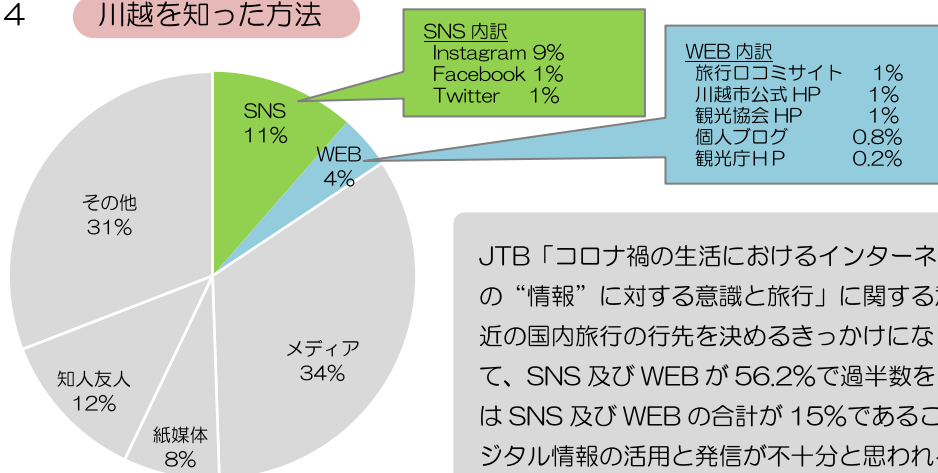 4
川越を知った方法
SNS 内訳
Instagram 9%
Facebook 1%
Twitter 1%
WEB 内訳
旅行口コミサイト 1%
川越市公式 HP 1%
観光協会 HP 1%
個人ブログ 0.8%
観光庁HP 0.2%
SNS
11%
WEB
4%
その他
31%
メディア
34%
知人友人
12%
紙媒体
8%
JTB「コロナ禍の生活におけるインターネ
の“情報”に対する意識と旅行」に関する
近の国内旅行の行先を決めるきっかけにな
て、SNS 及び WEB が 56.2%で過半数を
は SNS 及び WEB の合計が 15%であるこ
ジタル情報の活用と発信が不十分と思われ